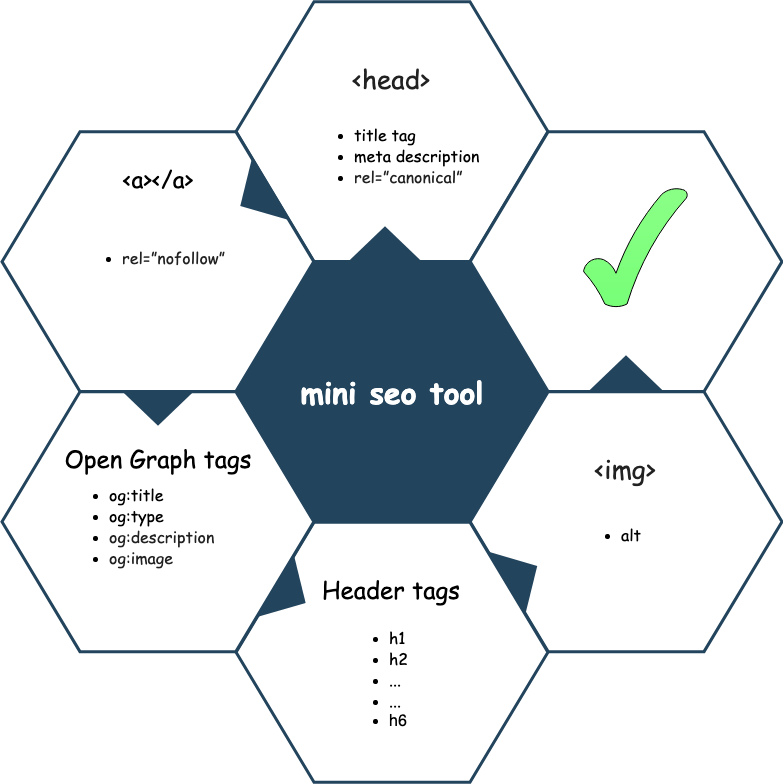 <head>
• title tag
• meta description
• rel=”canonical”
<a></a>
• rel=”nofollow”
mini seo tool
Open Graph tags
• og:title
• og:type
• og:description
• og:image
Header tags
• h1
• h2
• ...
• ...
• h6
<img>
• alt